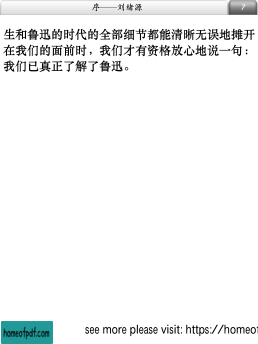 序——刘绪源 7
生和鲁迅的时代的全部细节都能清晰无误地摊开
在我们的面前时，我们才有资格放心地说一句：
我们已真正了解了鲁迅。
homeofpdf.com
see more please visit: https://homeof